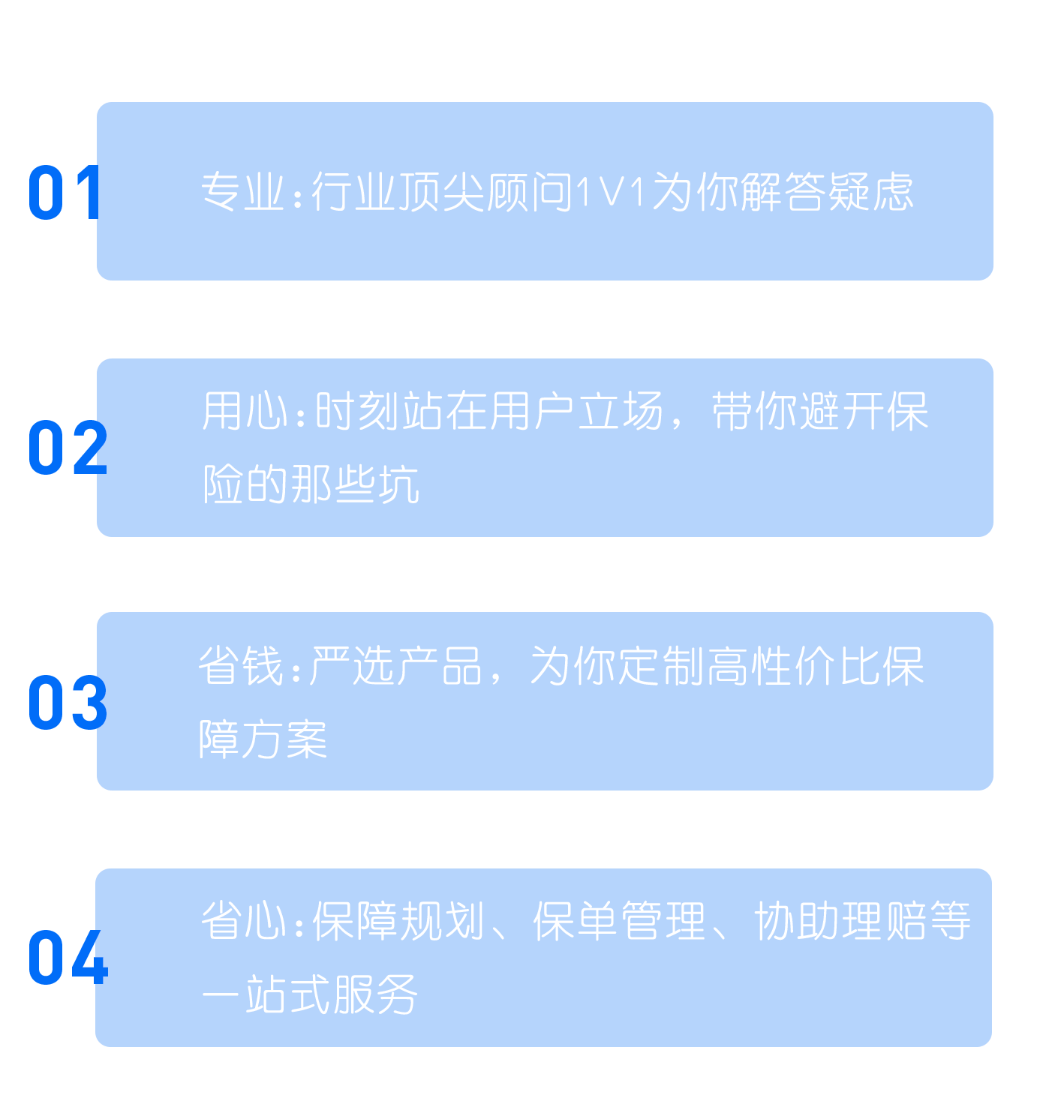 01
专业:行业顶尖顾问1V1为你解答疑虑
02
用心:时刻站在用户立场，带你避开保
险的那些坑
03
省钱:严选产品，为你定制高性价比保
障方案
04
省心:保障规划、保单管理、协助理赔等
一站式服务